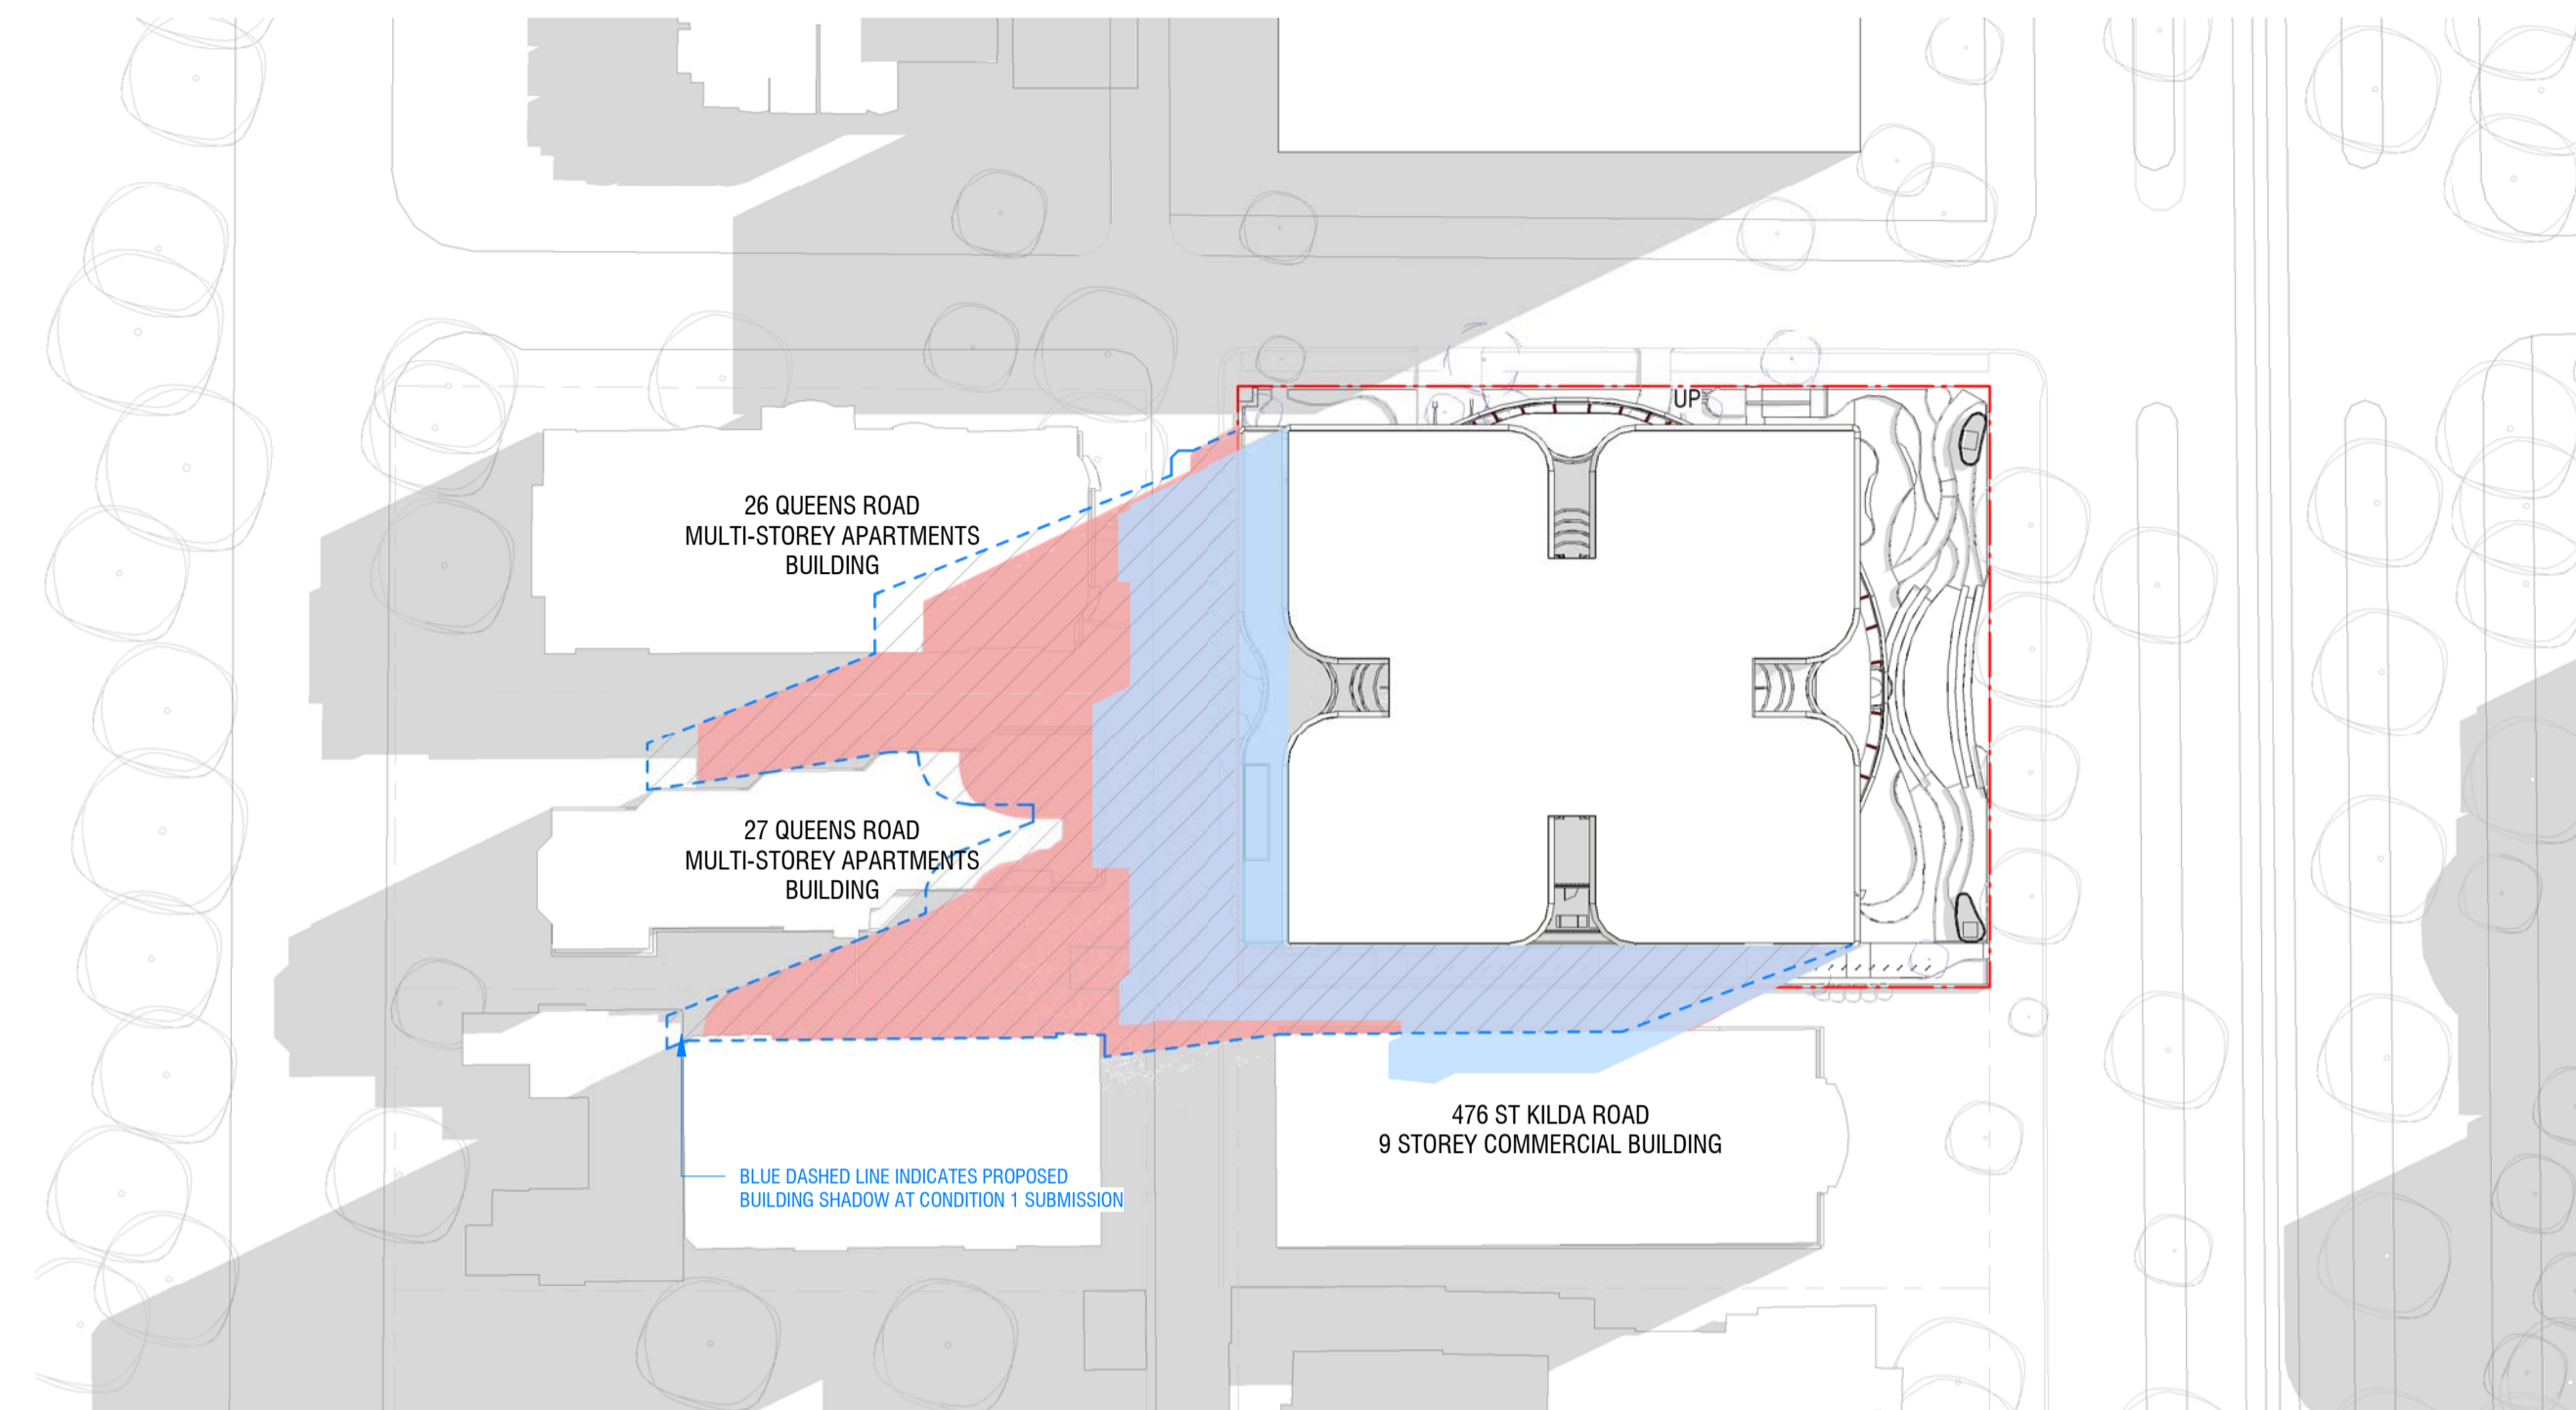 UP
26 QUEENS ROAD
MULTI-STOREY APARTMENTS
BUILDING
27 QUEENS ROAD
MULTI-STOREY APARTMENTS
BUILDING
476 ST KILDA ROAD
9 STOREY COMMERCIAL BUILDING
BLUE DASHED LINE INDICATES PROPOSED
BUILDING SHADOW AT CONDITION 1 SUBMISSION